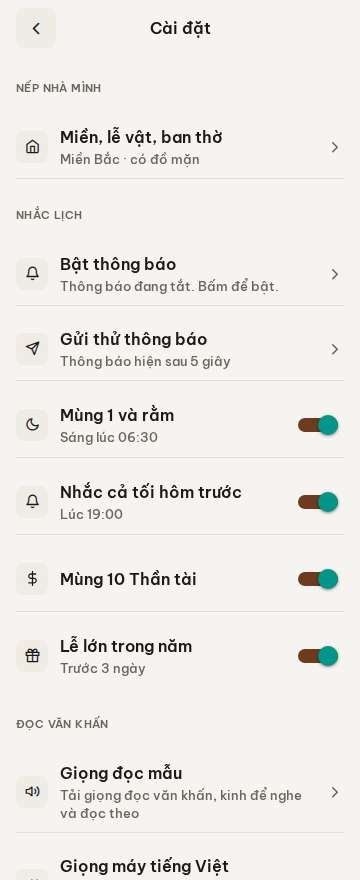 Cài đặt
NẾP NHÀ MÌNH
Miền, lễ vật, ban thờ
Miền Bắc · có đồ mặn
NHẮC LỊCH
Bật thông báo
Thông báo đang tắt. Bấm để bật.
Gửi thử thông báo
Thông báo hiện sau 5 giây
Mùng 1 và rằm
Sáng lúc 06:30
Nhắc cả tối hôm trước
Lúc 19:00
Mùng 10 Thần tài
Lễ lớn trong năm
Trước 3 ngày
ĐỌC VĂN KHẤN
Giọng đọc mẫu
Tải giọng đọc văn khấn, kinh để nghe
và đọc theo
Giọng máy tiếng Việt